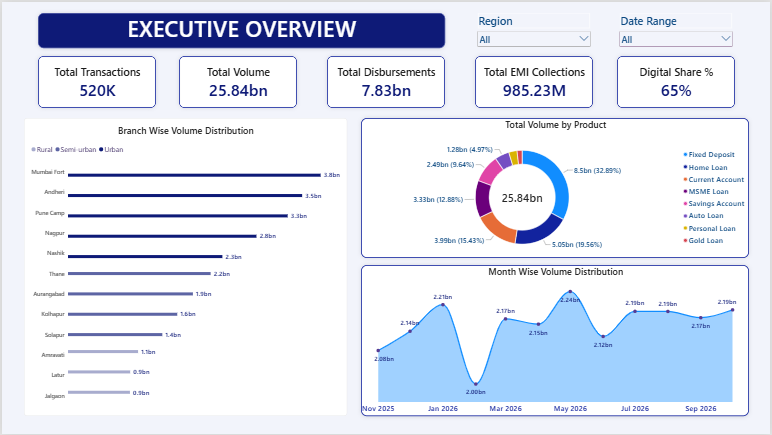 EXECUTIVE OVERVIEW
Region
All
Date Range
All
Total Transactions
520K
Total Volume
25.84bn
Total Disbursements
7.83bn
Total EMI Collections
985.23M
Digital Share %
65%
Branch Wise Volume Distribution
Rural Semi-urban Urban
Mumbai Fort 3.8bn
Andheri 3.5bn
Pune Camp 3.3bn
Nagpur 2.8bn
Nashik 2.3bn
Thane 2.2bn
Aurangabad 1.9bn
Kolhapur 1.6bn
Solapur 1.4bn
Amravati 1.1bn
Latur 0.9bn
Jalgaon 0.9bn
Total Volume by Product
1.28bn (4.97%)
2.49bn (9.64%)
3.33bn (12.88%)
3.99bn (15.43%)
8.5bn (32.89%)
5.05bn (19.56%)
25.84bn
Fixed Deposit
Home Loan
Current Account
MSME Loan
Savings Account
Auto Loan
Personal Loan
Gold Loan
Month Wise Volume Distribution
2.08bn
2.14bn
2.21bn
2.00bn
2.17bn
2.15bn
2.24bn
2.12bn
2.19bn
2.19bn
2.17bn
2.19bn
Nov 2025 Jan 2026 Mar 2026 May 2026 Jul 2026 Sep 2026